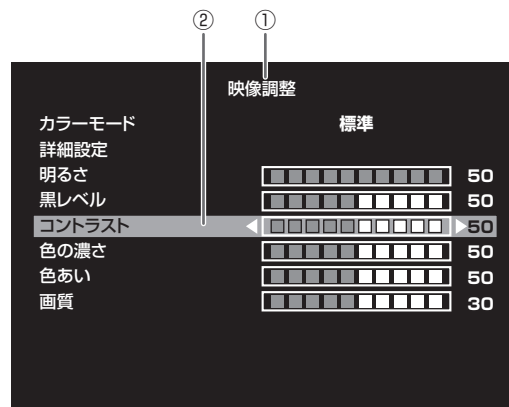 ② ①
映像調整
カラーモード 標準
詳細設定
明るさ 50
黒レベル 50
コントラスト 50
色の濃さ 50
色あい 50
画質 30